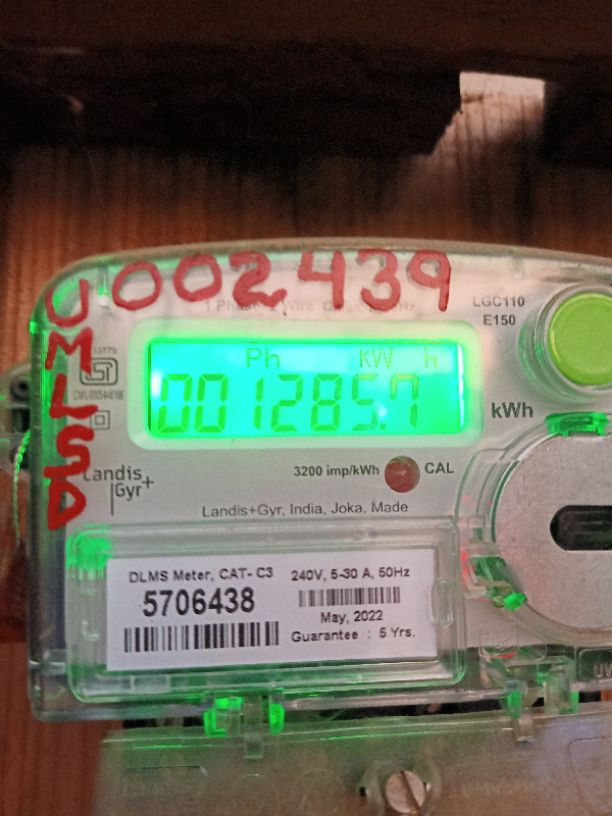 U002439
MLSD
LGC110
E150
Ph kW h
001285.7
kWh
Landis
Gyr+
3200 imp/kWh CAL
Landis+Gyr, India, Joka, Made
DLMS Meter, CAT- C3
5706438
240V, 5-30 A, 50Hz
May, 2022
Guarantee : 5 Yrs.